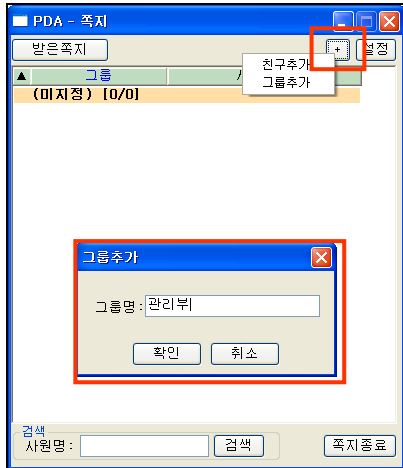 PDA - 쪽지
받은쪽지
+
설정
친구추가
그룹추가
▲ 그룹
(미지정) [0/0]
그룹추가
그룹명 : 관리부
확인 취소
검색
사원명 : 검색 쪽지종료